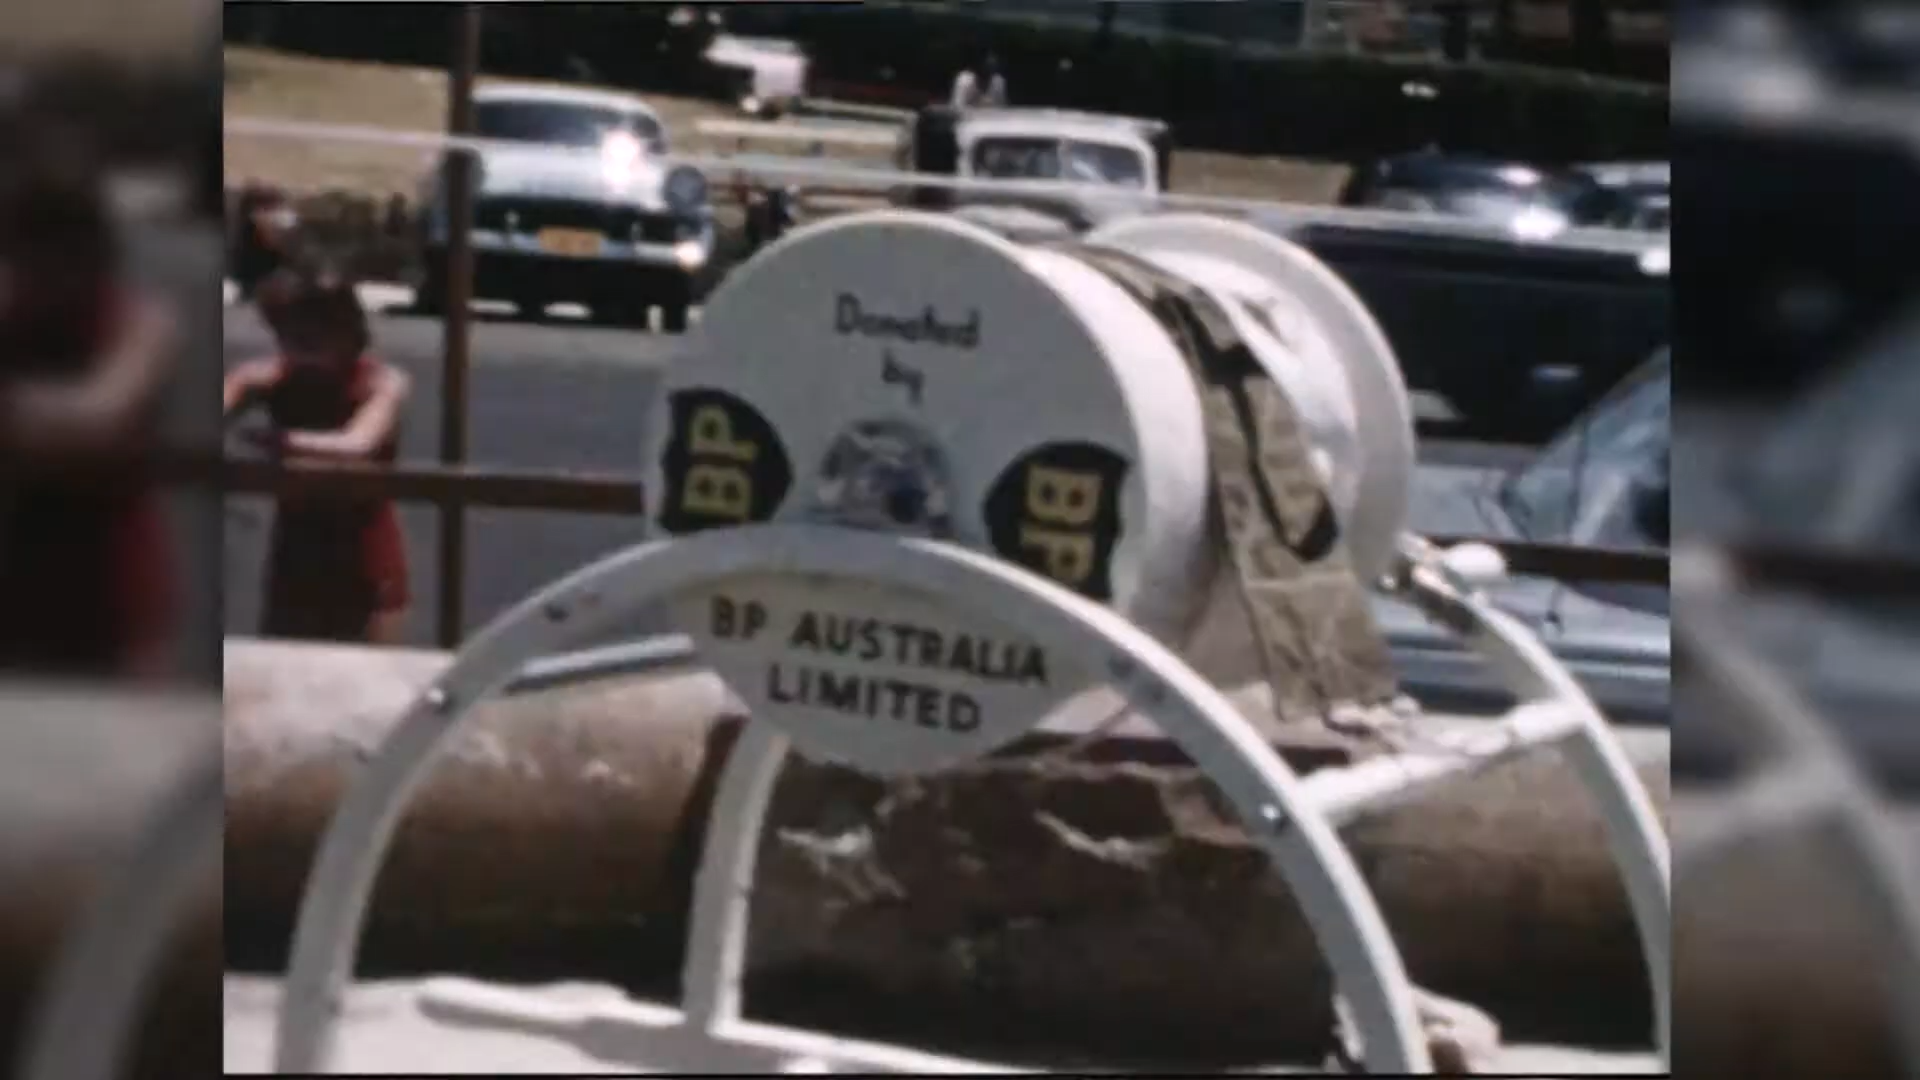 Donated
by
BP
BP
BP AUSTRALIA
LIMITED